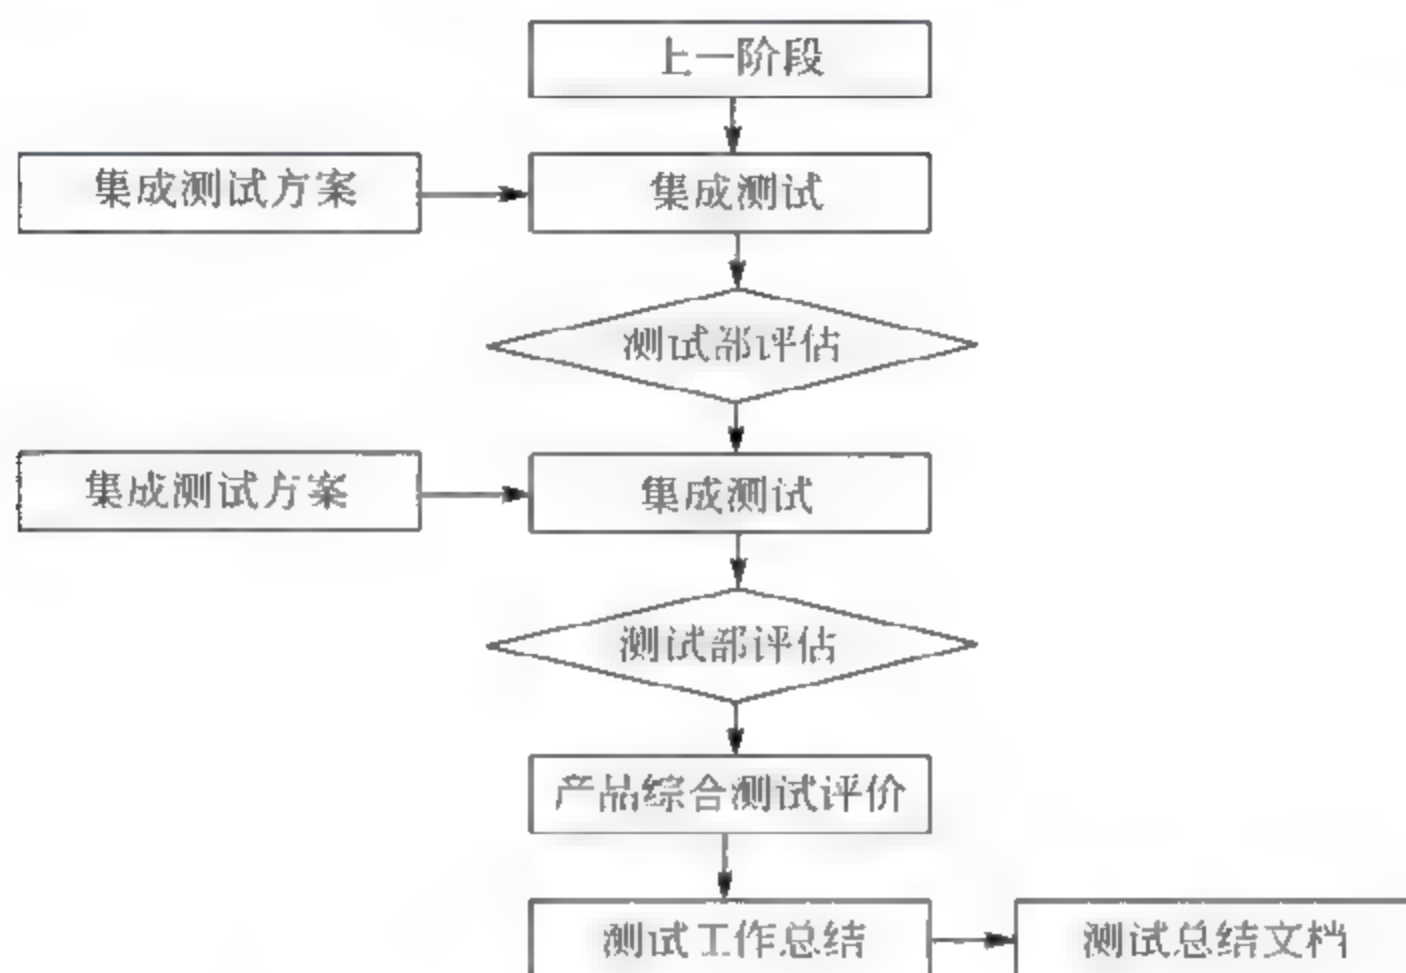 上一阶段
集成测试方案
集成测试
测试部评估
集成测试方案
集成测试
测试部评估
产品综合测试评价
测试工作总结
测试总结文档